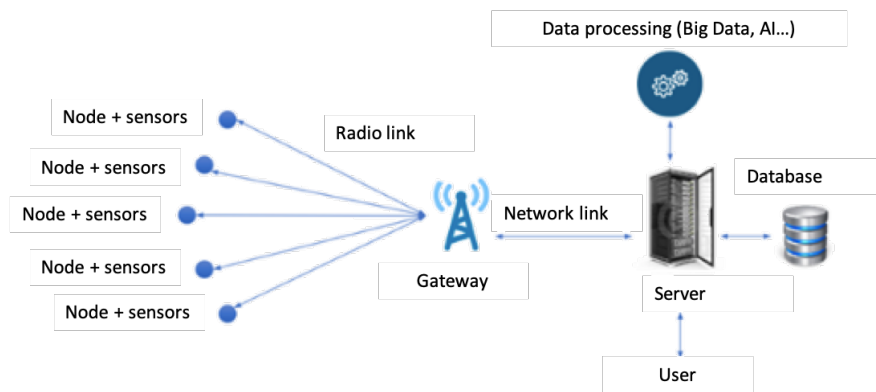 Data processing (Big Data, AI…)
Node + sensors
Radio link
Node + sensors
Database
Node + sensors
Network link
Node + sensors
Gateway
Server
Node + sensors
User